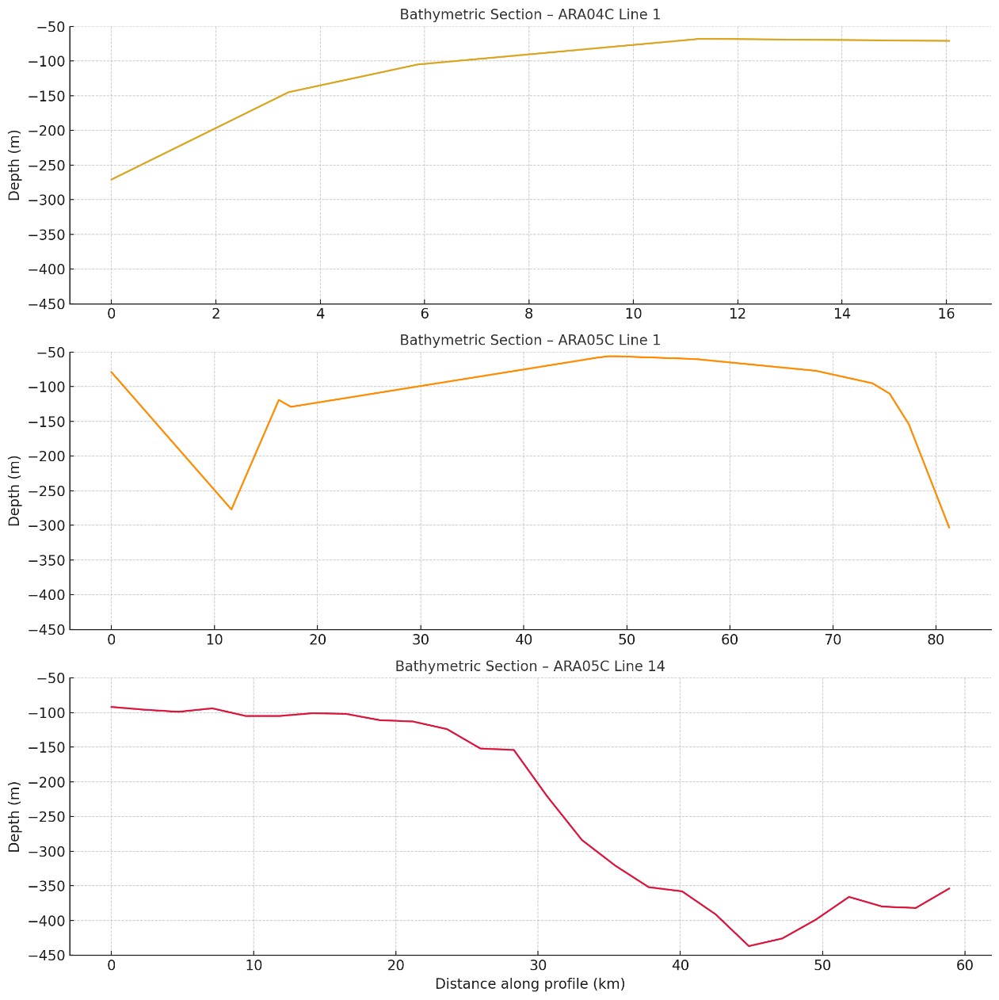 Bathymetric Section – ARA04C Line 1
Depth (m)
−50
−100
−150
−200
−250
−300
−350
−400
−450
0 2 4 6 8 10 12 14 16
Bathymetric Section – ARA05C Line 1
Depth (m)
−50
−100
−150
−200
−250
−300
−350
−400
−450
0 10 20 30 40 50 60 70 80
Bathymetric Section – ARA05C Line 14
Depth (m)
−50
−100
−150
−200
−250
−300
−350
−400
−450
0 10 20 30 40 50 60
Distance along profile (km)